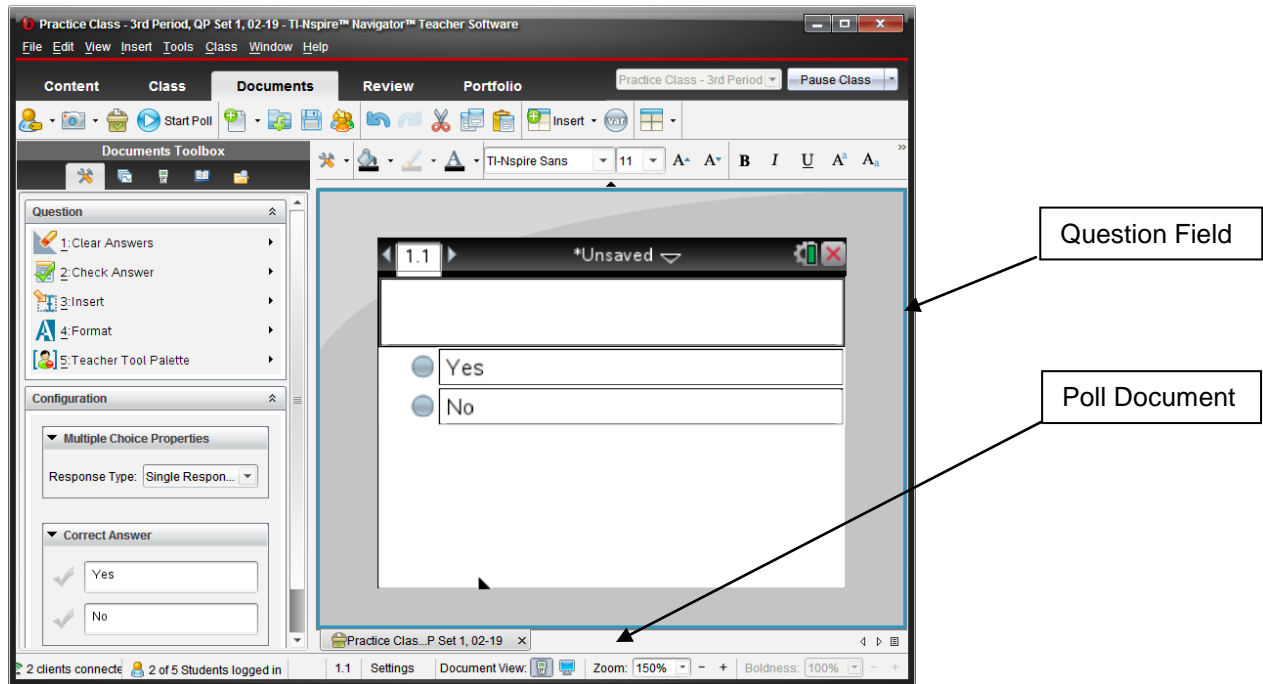 Practice Class - 3rd Period, QP Set 1, 02-19 - TI-Nspire™ Navigator™ Teacher Software
File Edit View Insert Tools Class Window Help
Content Class Documents Review Portfolio Practice Class - 3rd Period Pause Class
Start Poll Insert var
Documents Toolbox
TI-Nspire Sans 11 A A B I U Aª Aₐ »
Question
1:Clear Answers
2:Check Answer
3:Insert
4:Format
5:Teacher Tool Palette
Configuration
Multiple Choice Properties
Response Type: Single Respon...
Correct Answer
Yes
No
1.1 *Unsaved
Yes
No
Practice Clas...P Set 1, 02-19 x
2 clients connecte 2 of 5 Students logged in 1.1 Settings Document View: Zoom: 150% - + Boldness: 100% - +
Question Field
Poll Document